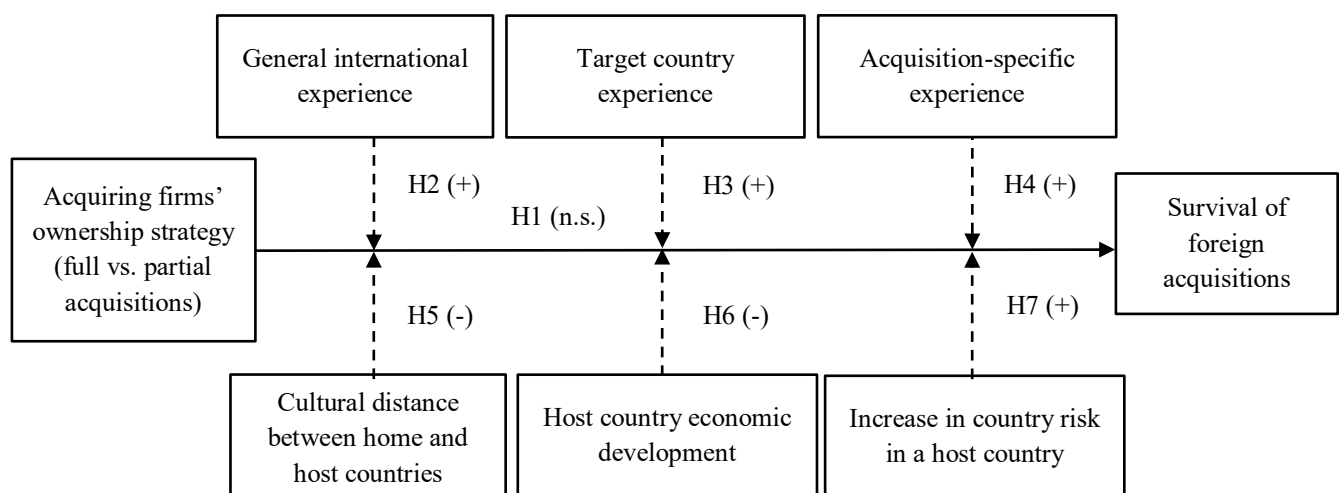 General international
experience
Target country
experience
Acquisition-specific
experience
Acquiring firms’
ownership strategy
(full vs. partial
acquisitions)
H2 (+)
H1 (n.s.)
H3 (+)
H4 (+)
Survival of
foreign
acquisitions
H5 (-)
H6 (-)
H7 (+)
Cultural distance
between home and
host countries
Host country economic
development
Increase in country risk
in a host country